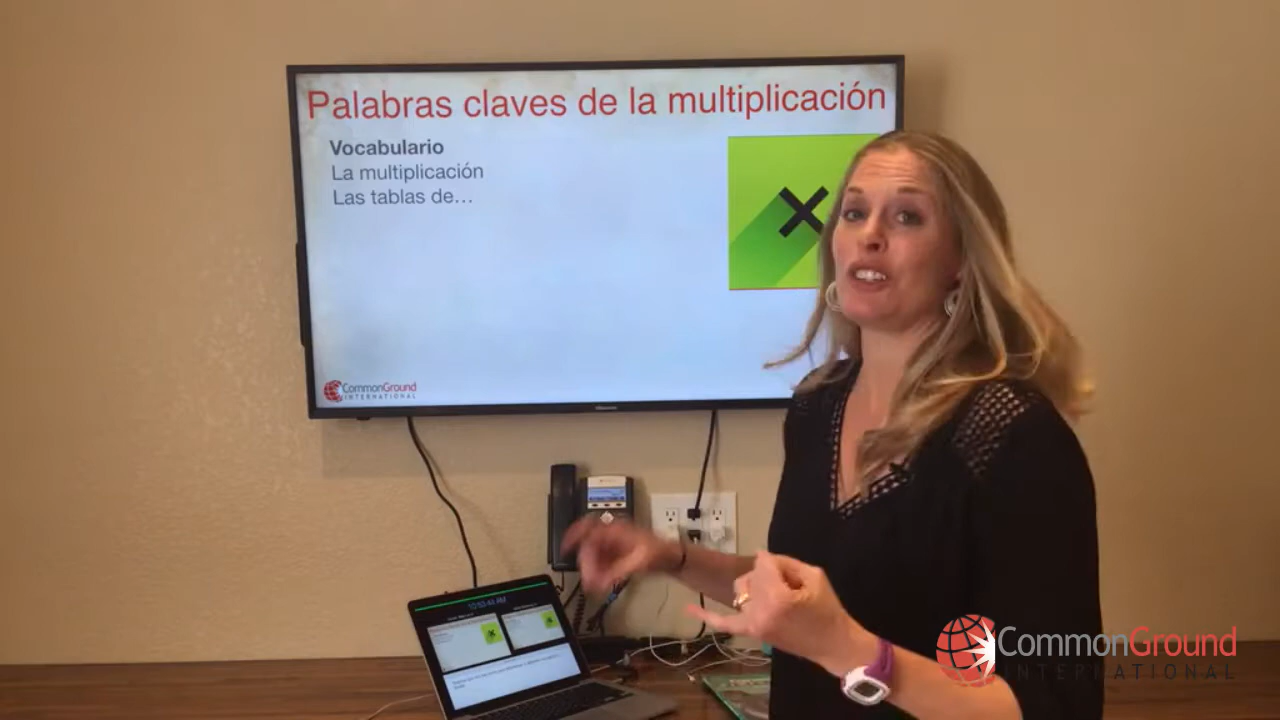 Palabras claves de la multiplicación
Vocabulario
La multiplicación
Las tablas de…
CommonGround
INTERNATIONAL
CommonGround
INTERNATIONAL